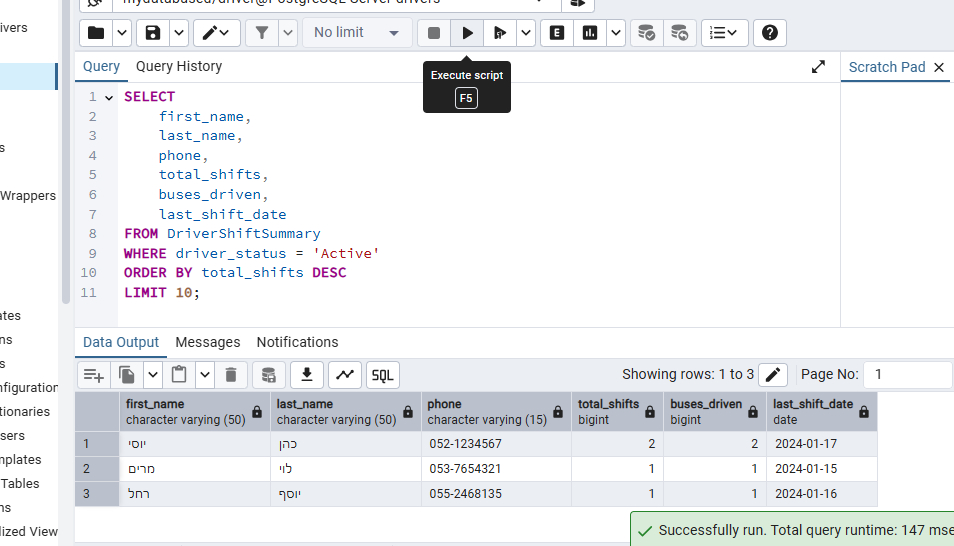 mydatabased/driver@PostgreSQL Server drivers
ivers
No limit
E
Query Query History
Scratch Pad
Execute script
F5
1 SELECT
2 first_name,
3 last_name,
4 phone,
5 total_shifts,
6 buses_driven,
7 last_shift_date
8 FROM DriverShiftSummary
9 WHERE driver_status = 'Active'
10 ORDER BY total_shifts DESC
11 LIMIT 10;
s
Wrappers
ates
ns
s
nfiguration
tionaries
sers
mplates
Tables
ns
lized View
Data Output Messages Notifications
SQL
Showing rows: 1 to 3
Page No: 1
first_name last_name phone total_shifts buses_driven last_shift_date
character varying (50) character varying (50) character varying (15) bigint bigint date
1 יוסי כהן 052-1234567 2 2 2024-01-17
2 מרים לוי 053-7654321 1 1 2024-01-15
3 רחל יוסף 055-2468135 1 1 2024-01-16
Successfully run. Total query runtime: 147 mse